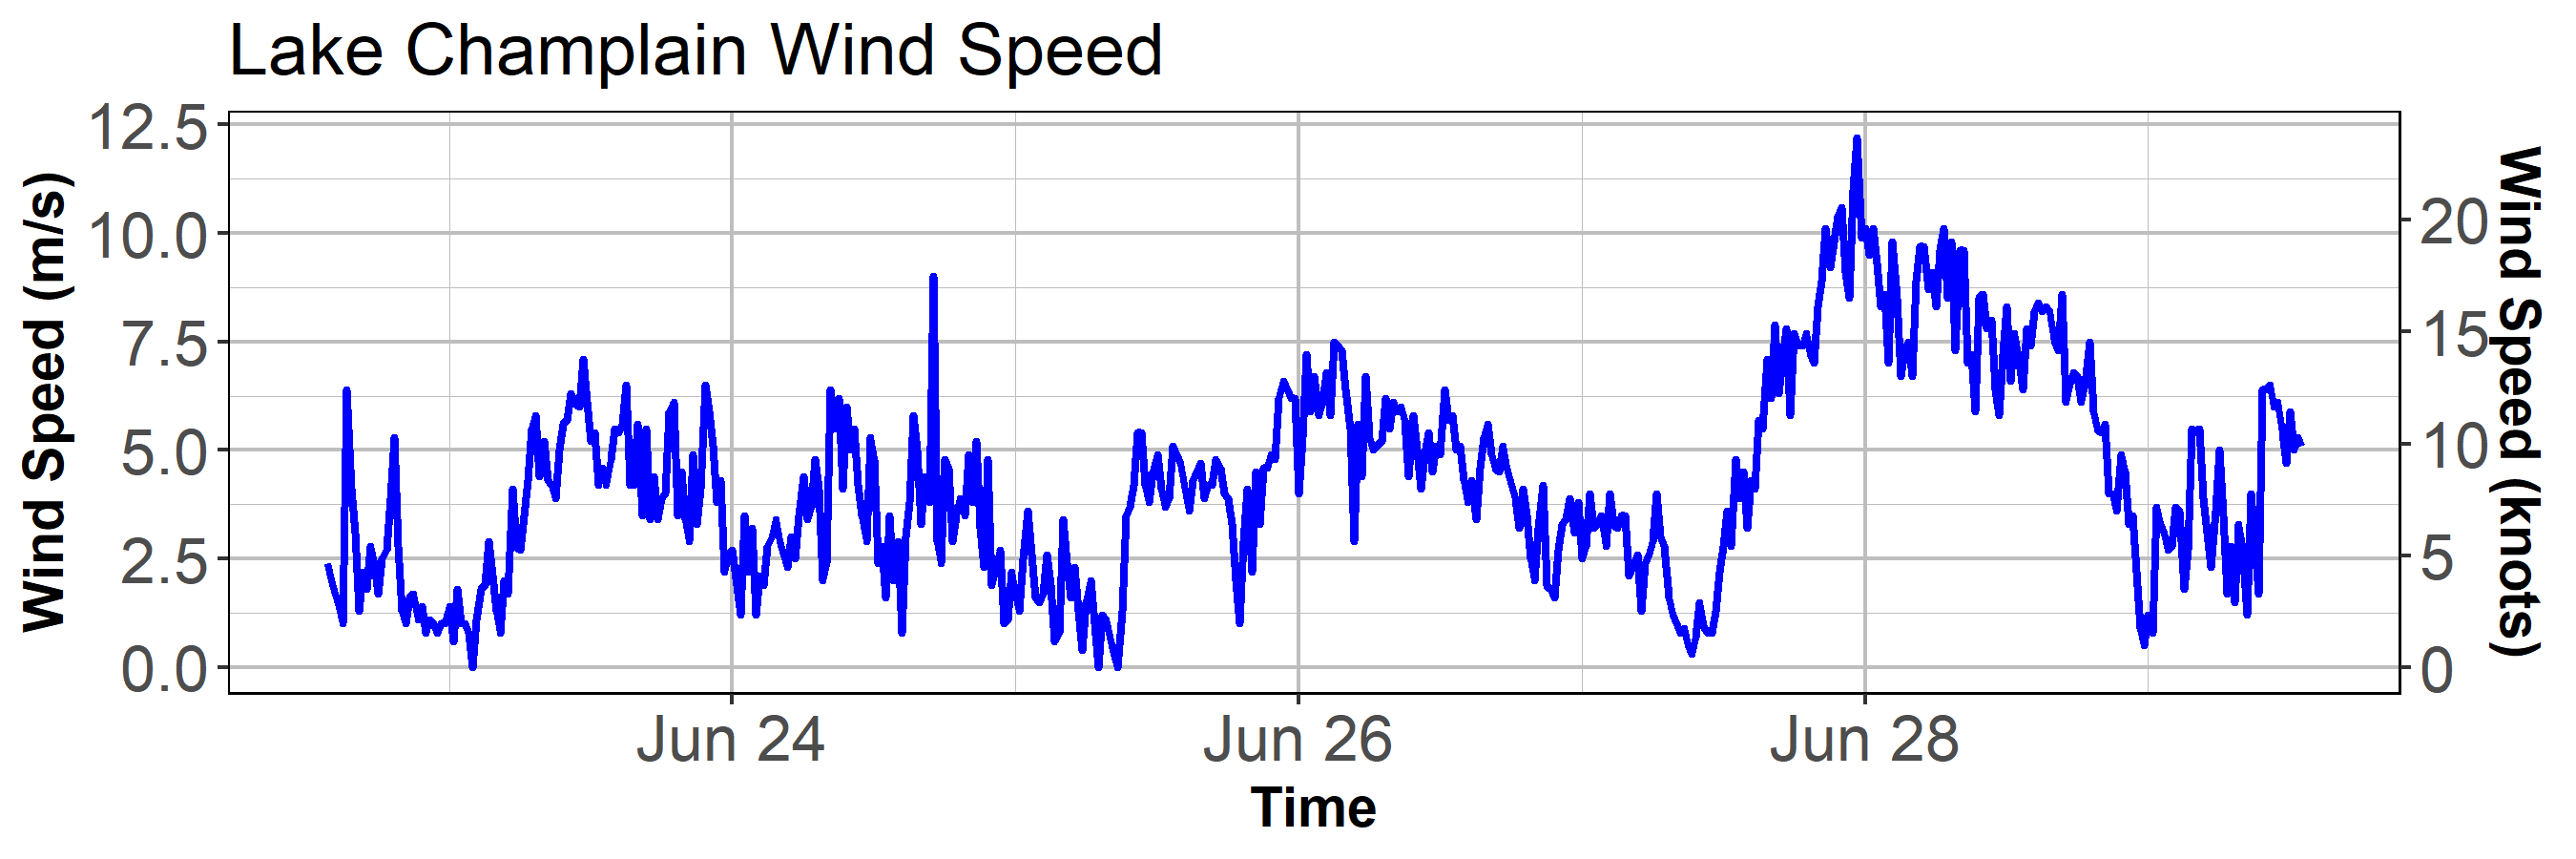 Lake Champlain Wind Speed
12.5
10.0
7.5
5.0
2.5
0.0
Wind Speed (m/s)
20
15
10
5
0
Wind Speed (knots)
Jun 24 Jun 26 Jun 28
Time